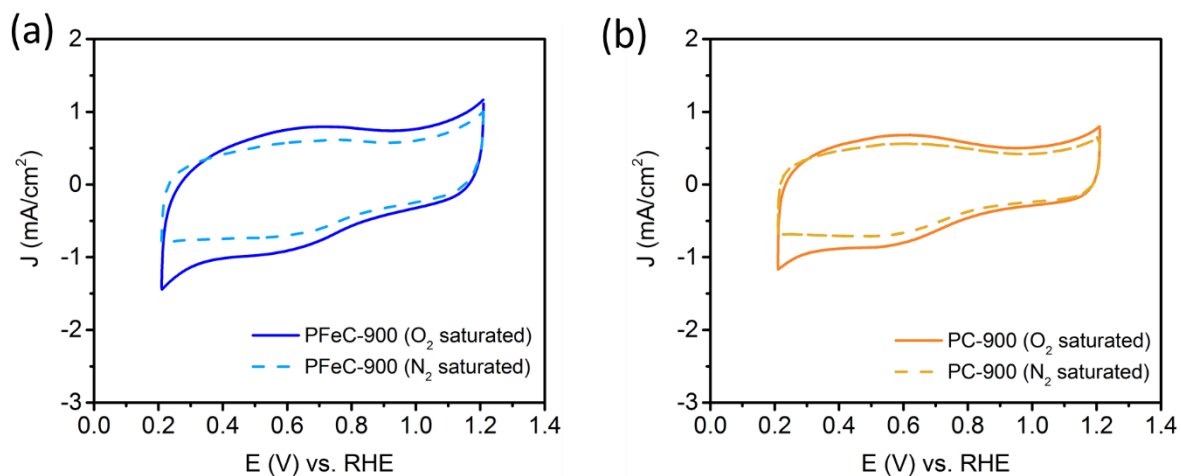 (a)
J (mA/cm²)
2
1
0
-1
-2
-3
PFeC-900 (O₂ saturated)
PFeC-900 (N₂ saturated)
0.0 0.2 0.4 0.6 0.8 1.0 1.2 1.4
E (V) vs. RHE
(b)
J (mA/cm²)
2
1
0
-1
-2
-3
PC-900 (O₂ saturated)
PC-900 (N₂ saturated)
0.0 0.2 0.4 0.6 0.8 1.0 1.2 1.4
E (V) vs. RHE